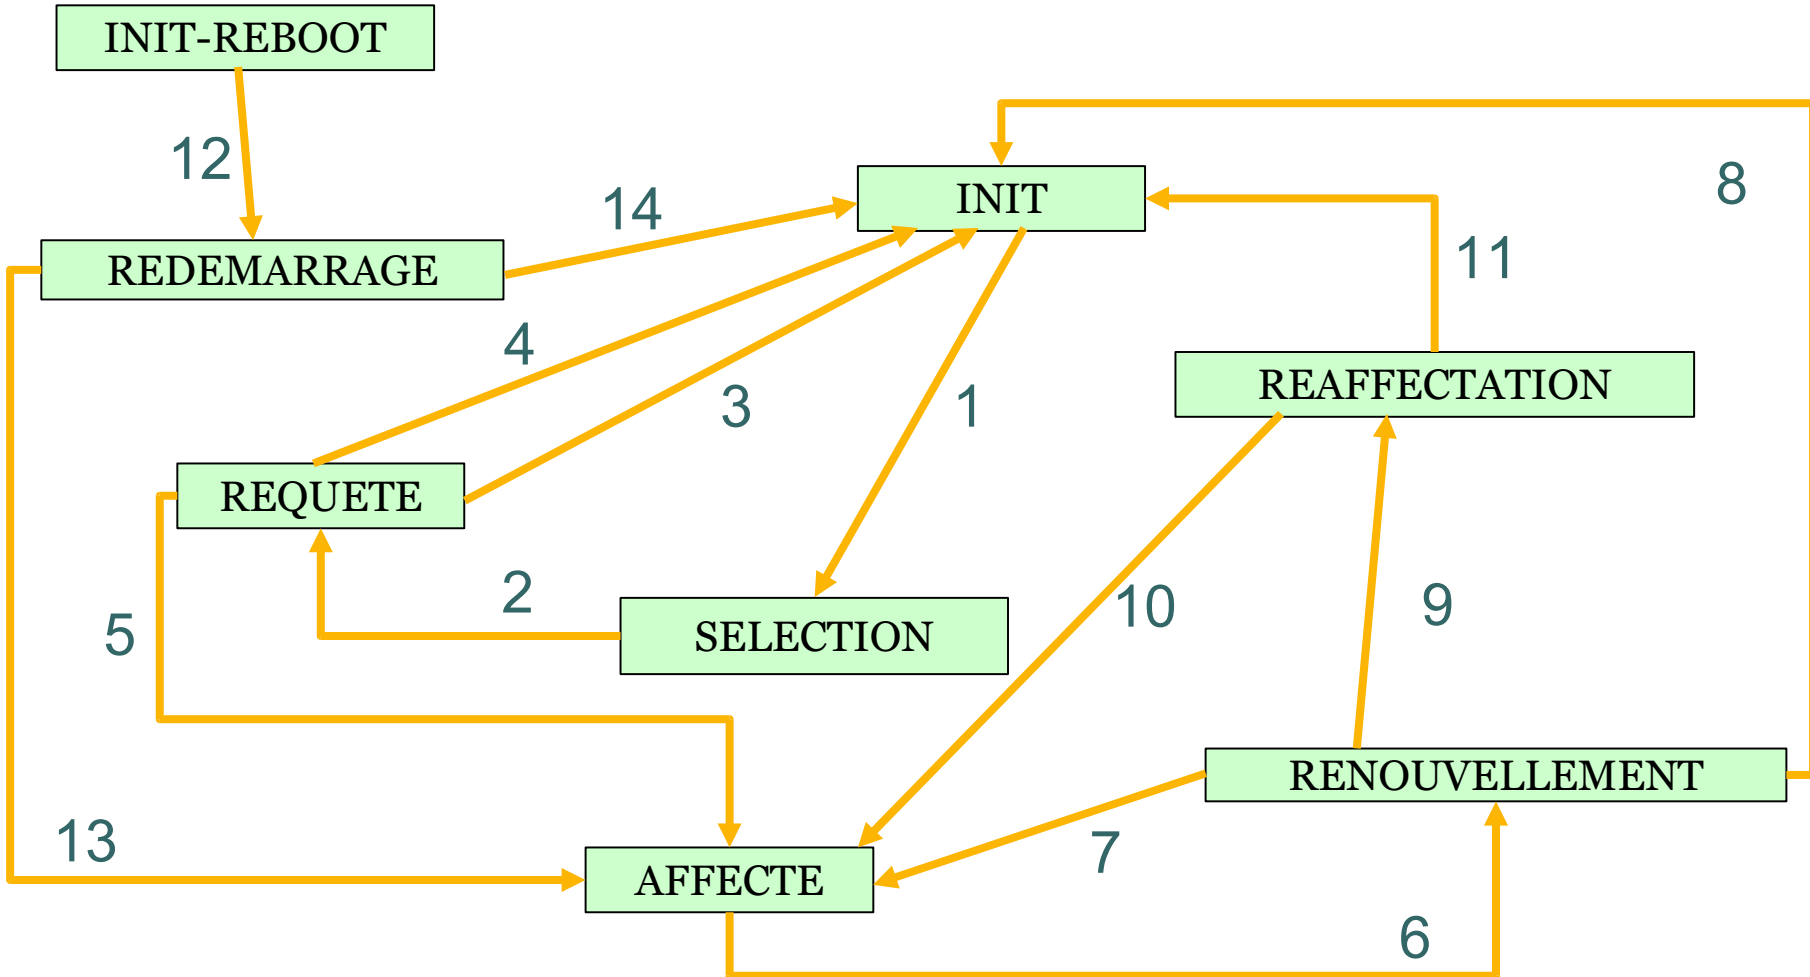 INIT-REBOOT
12
8
INIT
14
11
REDEMARRAGE
4
REAFFECTATION
3
1
REQUETE
2
10
9
5
SELECTION
RENOUVELLEMENT
13
7
AFFECTE
6